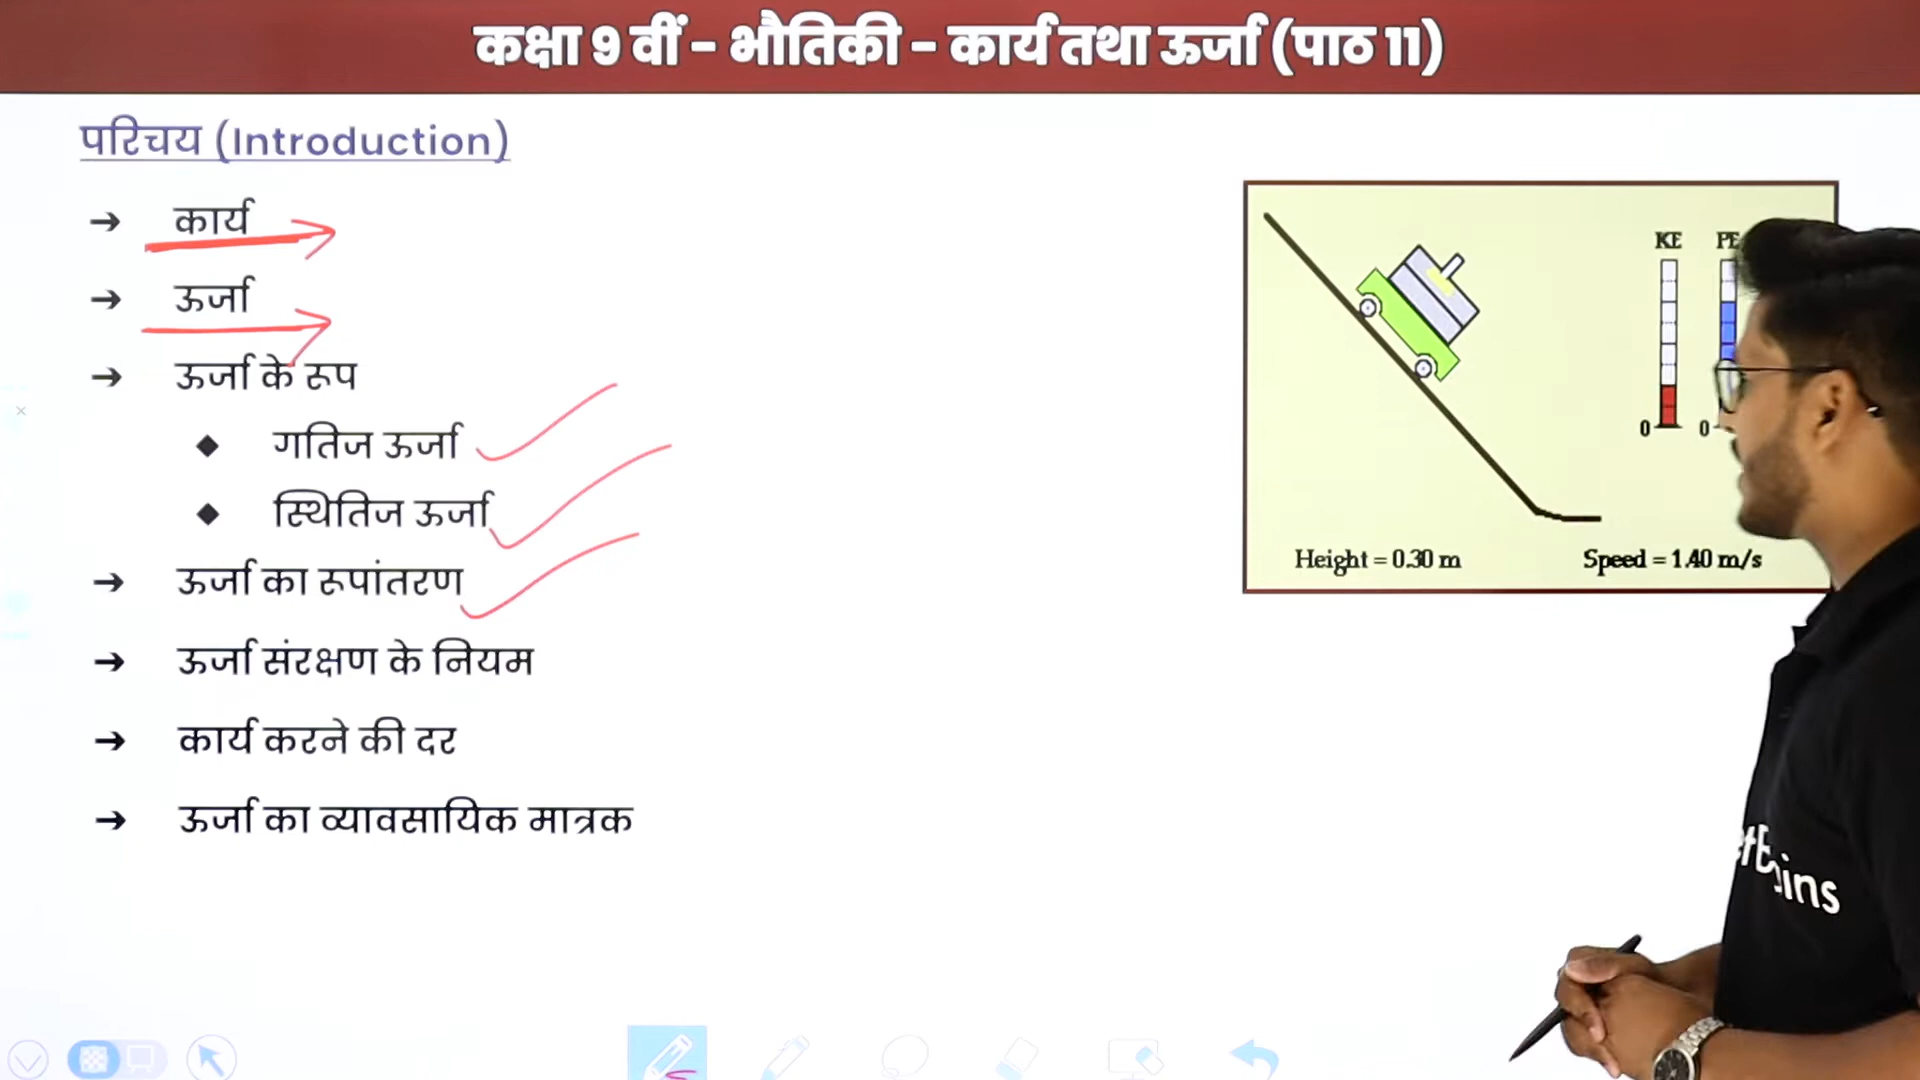 कक्षा 9 वीं - भौतिकी - कार्य तथा ऊर्जा (पाठ 11)
परिचय (Introduction)
➔ कार्य
➔ ऊर्जा
➔ ऊर्जा के रूप
◆ गतिज ऊर्जा
◆ स्थितिज ऊर्जा
➔ ऊर्जा का रूपांतरण
➔ ऊर्जा संरक्षण के नियम
➔ कार्य करने की दर
➔ ऊर्जा का व्यावसायिक मात्रक
KE PE
0 0
Height = 0.30 m Speed = 1.40 m/s